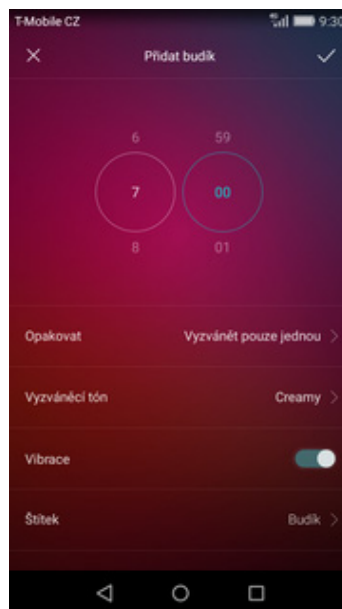 T-Mobile CZ 9:30
Přidat budík
6 59
7 00
8 01
Opakovat Vyzvánět pouze jednou
Vyzváněcí tón Creamy
Vibrace
Štítek Budík